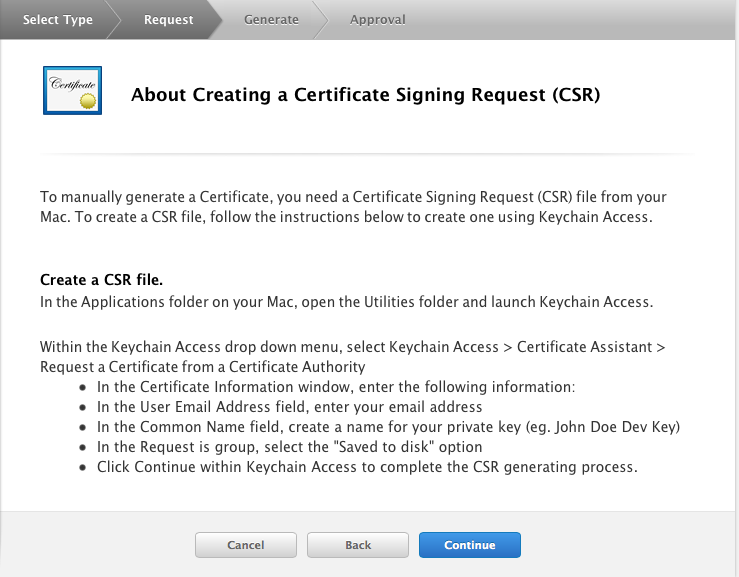 Select Type Request Generate Approval
Certificate
About Creating a Certificate Signing Request (CSR)
To manually generate a Certificate, you need a Certificate Signing Request (CSR) file from your
Mac. To create a CSR file, follow the instructions below to create one using Keychain Access.
Create a CSR file.
In the Applications folder on your Mac, open the Utilities folder and launch Keychain Access.
Within the Keychain Access drop down menu, select Keychain Access > Certificate Assistant >
Request a Certificate from a Certificate Authority
• In the Certificate Information window, enter the following information:
• In the User Email Address field, enter your email address
• In the Common Name field, create a name for your private key (eg. John Doe Dev Key)
• In the Request is group, select the "Saved to disk" option
• Click Continue within Keychain Access to complete the CSR generating process.
Cancel Back Continue